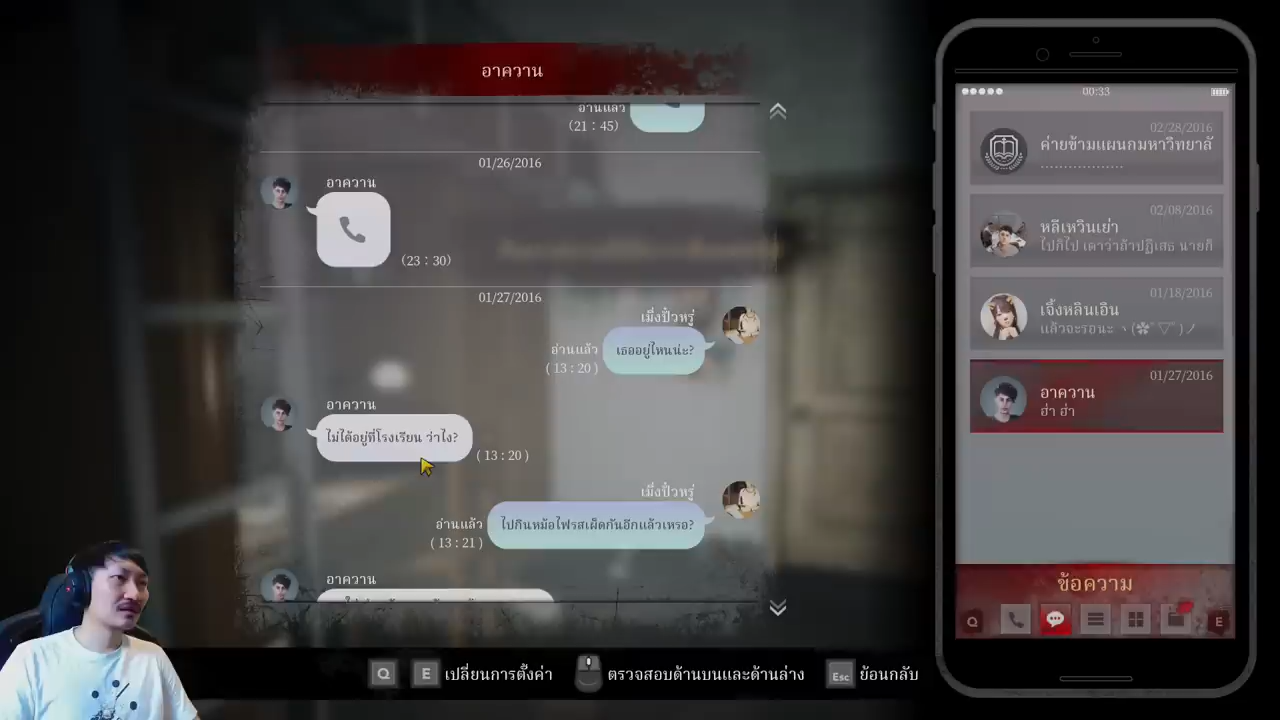 อาควาน
อ่านแล้ว
(21 : 45)
01/26/2016
อาควาน
(23 : 30)
01/27/2016
เมิ่งปั๋วหรู่
อ่านแล้ว
เธออยู่ไหนน่ะ?
( 13 : 20 )
อาควาน
ไม่ได้อยู่ที่โรงเรียน ว่าไง?
( 13 : 20 )
เมิ่งปั๋วหรู่
อ่านแล้ว
ไปกินหม้อไฟรสเผ็ดกันอีกแล้วเหรอ?
( 13 : 21 )
อาควาน
Q
E
เปลี่ยนการตั้งค่า
ตรวจสอบด้านบนและด้านล่าง
Esc
ย้อนกลับ
00:33
02/28/2016
ค่ายข้ามแผนกมหาวิทยาลั
..................
02/08/2016
หลีเหวินเย่า
ไปก็ไป เดาว่าถ้าปฏิเสธ นายก็
01/18/2016
เจิ้งหลินเอิน
แล้วจะรอนะ ヽ(✿ﾟ▽ﾟ)ノ
01/27/2016
อาควาน
ฮ่า ฮ่า
ข้อความ
Q
E